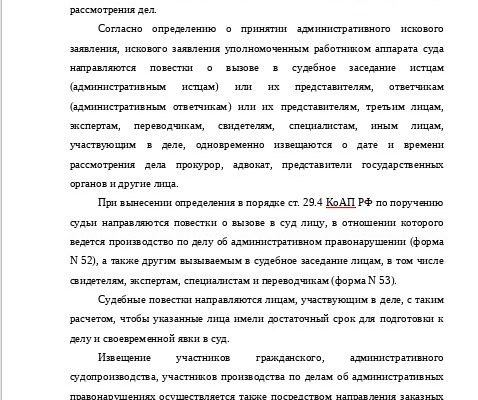 рассмотрения дел.
Согласно определению о принятии административного искового
заявления, искового заявления уполномоченным работником аппарата суда
направляются повестки о вызове в судебное заседание истцам
(административным истцам) или их представителям, ответчикам
(административным ответчикам) или их представителям, третьим лицам,
экспертам, переводчикам, свидетелям, специалистам, иным лицам,
участвующим в деле, одновременно извещаются о дате и времени
рассмотрения дела прокурор, адвокат, представители государственных
органов и другие лица.
При вынесении определения в порядке ст. 29.4 КоАП РФ по поручению
судьи направляются повестки о вызове в суд лицу, в отношении которого
ведется производство по делу об административном правонарушении (форма
N 52), а также другим вызываемым в судебное заседание лицам, в том числе
свидетелям, экспертам, специалистам и переводчикам (форма N 53).
Судебные повестки направляются лицам, участвующим в деле, с таким
расчетом, чтобы указанные лица имели достаточный срок для подготовки к
делу и своевременной явки в суд.
Извещение участников гражданского, административного
судопроизводства, участников производства по делам об административных
правонарушениях осуществляется также посредством направления заказных